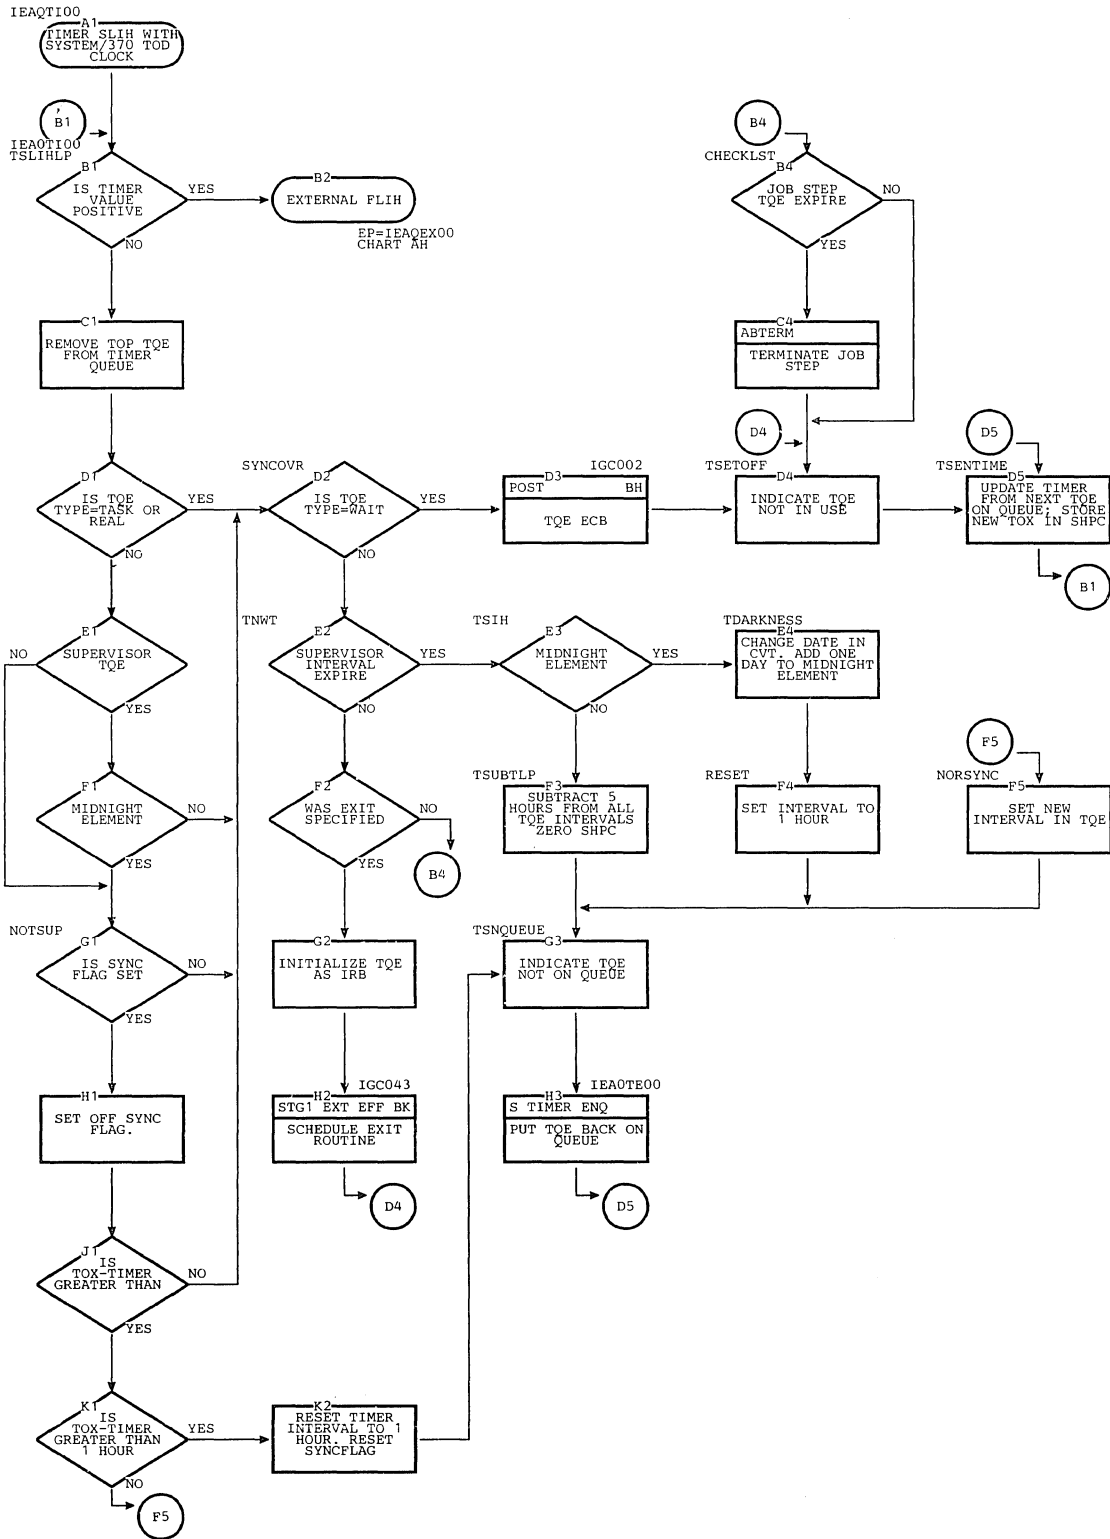 IEAQTI00
A1
TIMER SLIH WITH
SYSTEM/370 TOD
CLOCK
B1
IEA0TI00
TSLIHLP
B1
IS TIMER
VALUE
POSITIVE
YES
NO
B2
EXTERNAL FLIH
EP=IEAQEX00
CHART AH
B4
CHECKLST
B4
JOB STEP
TQE EXPIRE
NO
YES
C1
REMOVE TOP TQE
FROM TIMER
QUEUE
C4
ABTERM
TERMINATE JOB
STEP
D4
D5
D1
IS TQE
TYPE=TASK OR
REAL
YES
NO
SYNCOVR
D2
IS TQE
TYPE=WAIT
YES
NO
IGC002
D3
POST BH
TQE ECB
TSETOFF
D4
INDICATE TQE
NOT IN USE
TSENTIME
D5
UPDATE TIMER
FROM NEXT TQE
ON QUEUE; STORE
NEW TOX IN SHPC
B1
E1
NO
SUPERVISOR
TQE
YES
TNWT
E2
SUPERVISOR
INTERVAL
EXPIRE
YES
NO
TSIH
E3
MIDNIGHT
ELEMENT
YES
NO
TDARKNESS
E4
CHANGE DATE IN
CVT. ADD ONE
DAY TO MIDNIGHT
ELEMENT
F5
F1
MIDNIGHT
ELEMENT
NO
YES
F2
WAS EXIT
SPECIFIED
NO
YES
B4
TSUBTLP
F3
SUBTRACT 5
HOURS FROM ALL
TQE INTERVALS
ZERO SHPC
RESET
F4
SET INTERVAL TO
1 HOUR
NORSYNC
F5
SET NEW
INTERVAL IN TQE
NOTSUP
G1
IS SYNC
FLAG SET
NO
YES
G2
INITIALIZE TQE
AS IRB
TSNQUEUE
G3
INDICATE TQE
NOT ON QUEUE
H1
SET OFF SYNC
FLAG.
IGC043
H2
STG1 EXT EFF BK
SCHEDULE EXIT
ROUTINE
D4
IEA0TE00
H3
S TIMER ENQ
PUT TQE BACK ON
QUEUE
D5
J1
IS
TOX-TIMER
GREATER THAN
NO
YES
K1
IS
TOX-TIMER
GREATER THAN
1 HOUR
YES
NO
K2
RESET TIMER
INTERVAL TO 1
HOUR. RESET
SYNCFLAG
F5